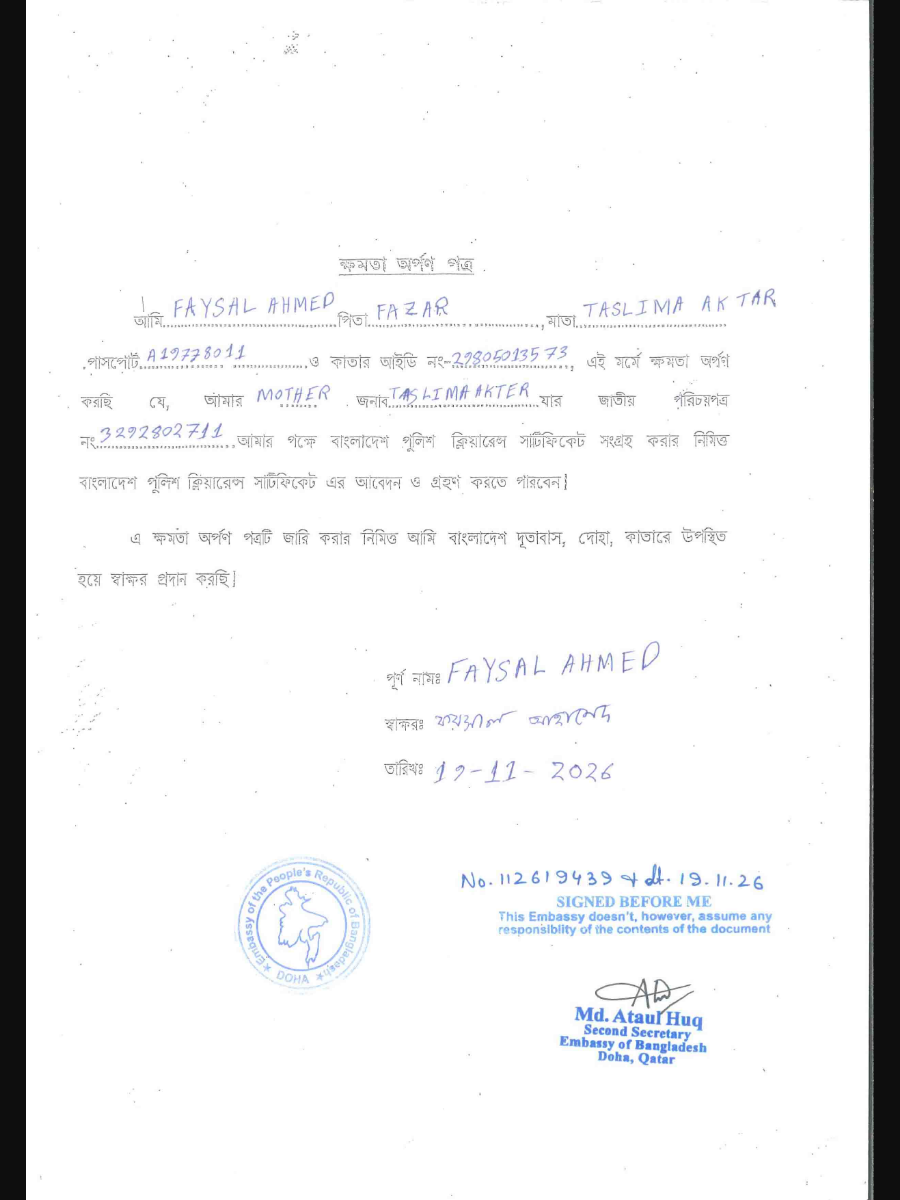 ক্ষমতা অর্পণ পত্র
আমি FAYSAL AHMED পিতা FAZAR, মাতা TASLIMA AKTAR
পাসপোর্ট A19778011 ও কাতার আইডি নং-29805013573, এই মর্মে ক্ষমতা অর্পণ
করছি যে, আমার MOTHER জনাব TASLIMA AKTER যার জাতীয় পরিচয়পত্র
নং 3292802711 আমার পক্ষে বাংলাদেশ পুলিশ ক্লিয়ারেন্স সার্টিফিকেট সংগ্রহ করার নিমিত্ত
বাংলাদেশ পুলিশ ক্লিয়ারেন্স সার্টিফিকেট এর আবেদন ও গ্রহণ করতে পারবেন।
এ ক্ষমতা অর্পণ পত্রটি জারি করার নিমিত্ত আমি বাংলাদেশ দূতাবাস, দোহা, কাতারে উপস্থিত
হয়ে স্বাক্ষর প্রদান করছি।
পূর্ণ নামঃ FAYSAL AHMED
স্বাক্ষরঃ ফয়সাল আহামেদ
তারিখঃ 19-11-2026
Embassy of the People's Republic of Bangladesh
DOHA
No. 112619439 dt. 19.11.26
SIGNED BEFORE ME
This Embassy doesn't, however, assume any
responsiblity of the contents of the document
Md. Ataul Huq
Second Secretary
Embassy of Bangladesh
Doha, Qatar